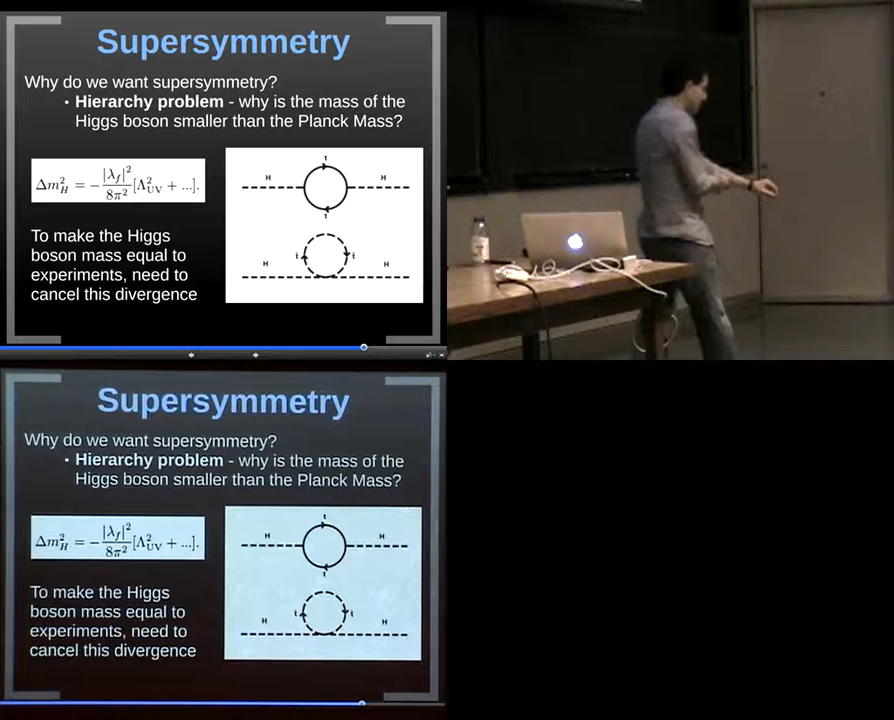 Supersymmetry
Why do we want supersymmetry?
• Hierarchy problem - why is the mass of the
Higgs boson smaller than the Planck Mass?
Δm²_H = −|λ_f|²/8π² [Λ²_UV + ...].
To make the Higgs
boson mass equal to
experiments, need to
cancel this divergence
t
H H
t
t̃ t̃
H H
Supersymmetry
Why do we want supersymmetry?
• Hierarchy problem - why is the mass of the
Higgs boson smaller than the Planck Mass?
Δm²_H = −|λ_f|²/8π² [Λ²_UV + ...].
To make the Higgs
boson mass equal to
experiments, need to
cancel this divergence
t
H H
t
t̃ t̃
H H